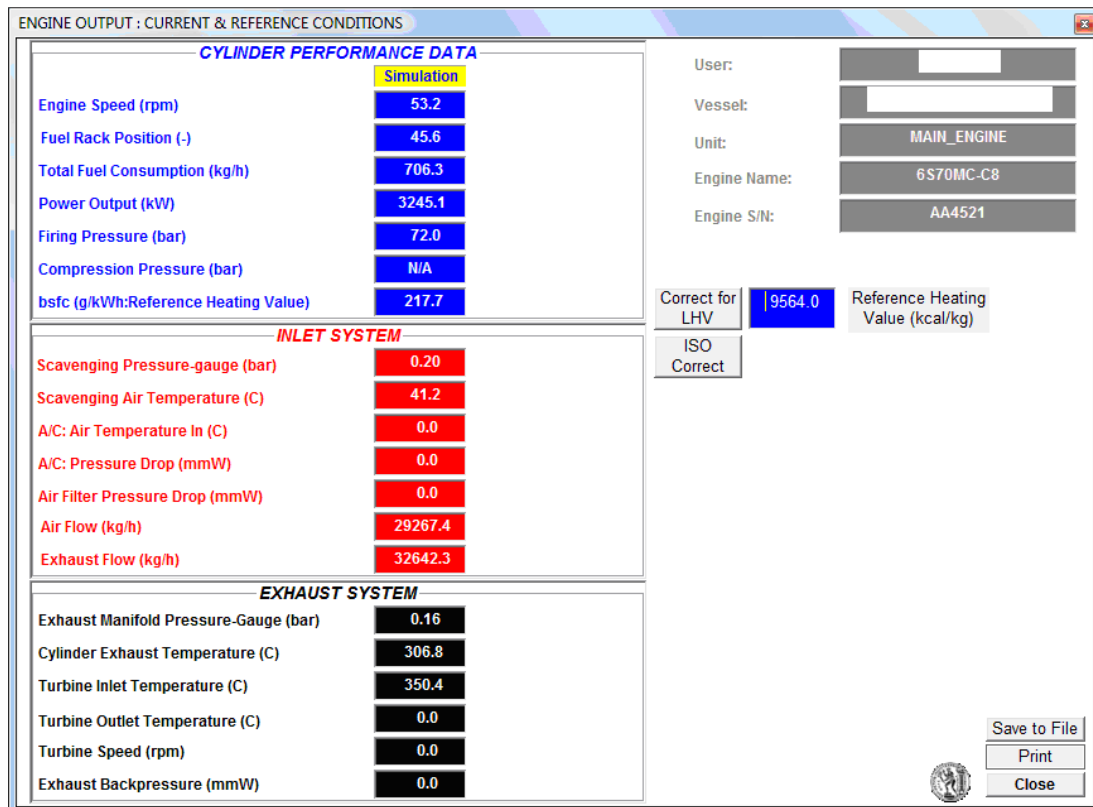 ENGINE OUTPUT : CURRENT & REFERENCE CONDITIONS
x
CYLINDER PERFORMANCE DATA
Simulation
Engine Speed (rpm) 53.2
Fuel Rack Position (-) 45.6
Total Fuel Consumption (kg/h) 706.3
Power Output (kW) 3245.1
Firing Pressure (bar) 72.0
Compression Pressure (bar) N/A
bsfc (g/kWh:Reference Heating Value) 217.7
INLET SYSTEM
Scavenging Pressure-gauge (bar) 0.20
Scavenging Air Temperature (C) 41.2
A/C: Air Temperature In (C) 0.0
A/C: Pressure Drop (mmW) 0.0
Air Filter Pressure Drop (mmW) 0.0
Air Flow (kg/h) 29267.4
Exhaust Flow (kg/h) 32642.3
EXHAUST SYSTEM
Exhaust Manifold Pressure-Gauge (bar) 0.16
Cylinder Exhaust Temperature (C) 306.8
Turbine Inlet Temperature (C) 350.4
Turbine Outlet Temperature (C) 0.0
Turbine Speed (rpm) 0.0
Exhaust Backpressure (mmW) 0.0
User:
Vessel:
Unit: MAIN_ENGINE
Engine Name: 6S70MC-C8
Engine S/N: AA4521
Correct for
LHV
9564.0
Reference Heating
Value (kcal/kg)
ISO
Correct
Save to File
Print
Close